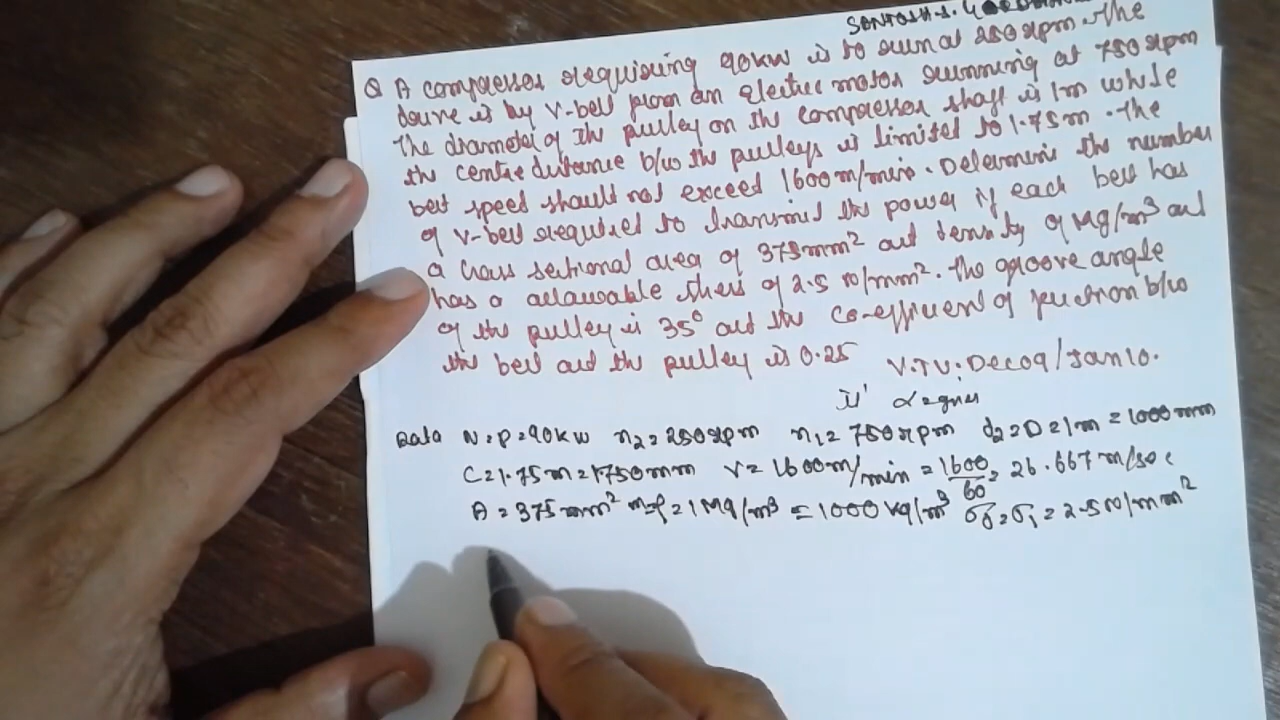 SANTOSH.S.
Q A compressor requiring 90kw is to run at 250 rpm. The
drive is by V-belt from an electric motor running at 750 rpm
The diameter of the pulley on the compressor shaft is 1m while
the centre distance b/w the pulleys is limited to 1.75m. The
belt speed should not exceed 1600 m/min. Determine the number
of V-belt required to transmit the power if each belt has
a cross sectional area of 375mm² and density of Mg/m³ and
has a allowable stress of 2.5 N/mm². The groove angle
of the pulley is 35° and the co-efficient of friction b/w
the belt and the pulley is 0.25 V.TU. Dec09/Jan10.
Data N=P=90kw n₂=250rpm n₁=750rpm d₂=D=1m=1000mm
C=1.75m=1750mm v=1600m/min = 1600/60 = 26.667m/sec
A=375mm² =ρ=1Mg/m³ =1000kg/m³ σ₁=2.5N/mm²